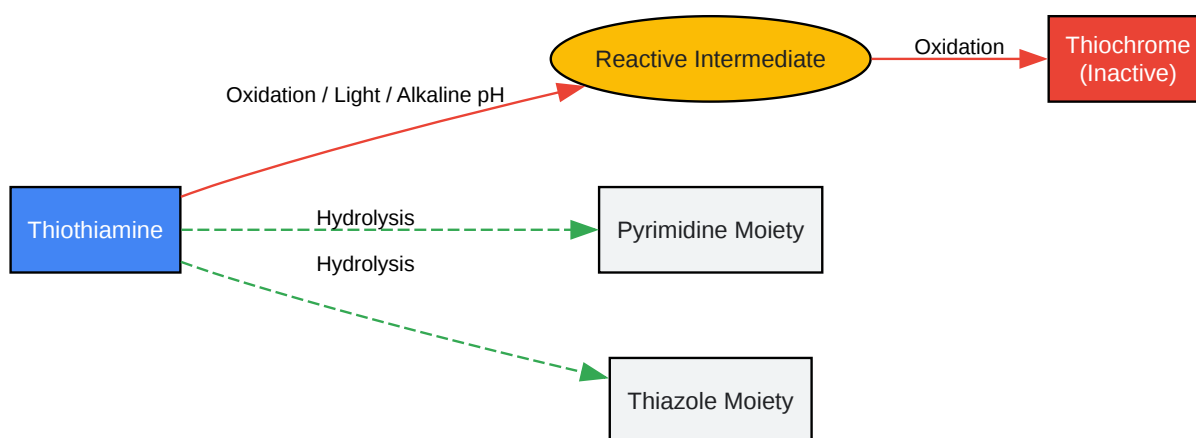 Reactive Intermediate
Oxidation
Thiochrome
(Inactive)
Oxidation / Light / Alkaline pH
Thiothiamine
Hydrolysis
Pyrimidine Moiety
Hydrolysis
Thiazole Moiety